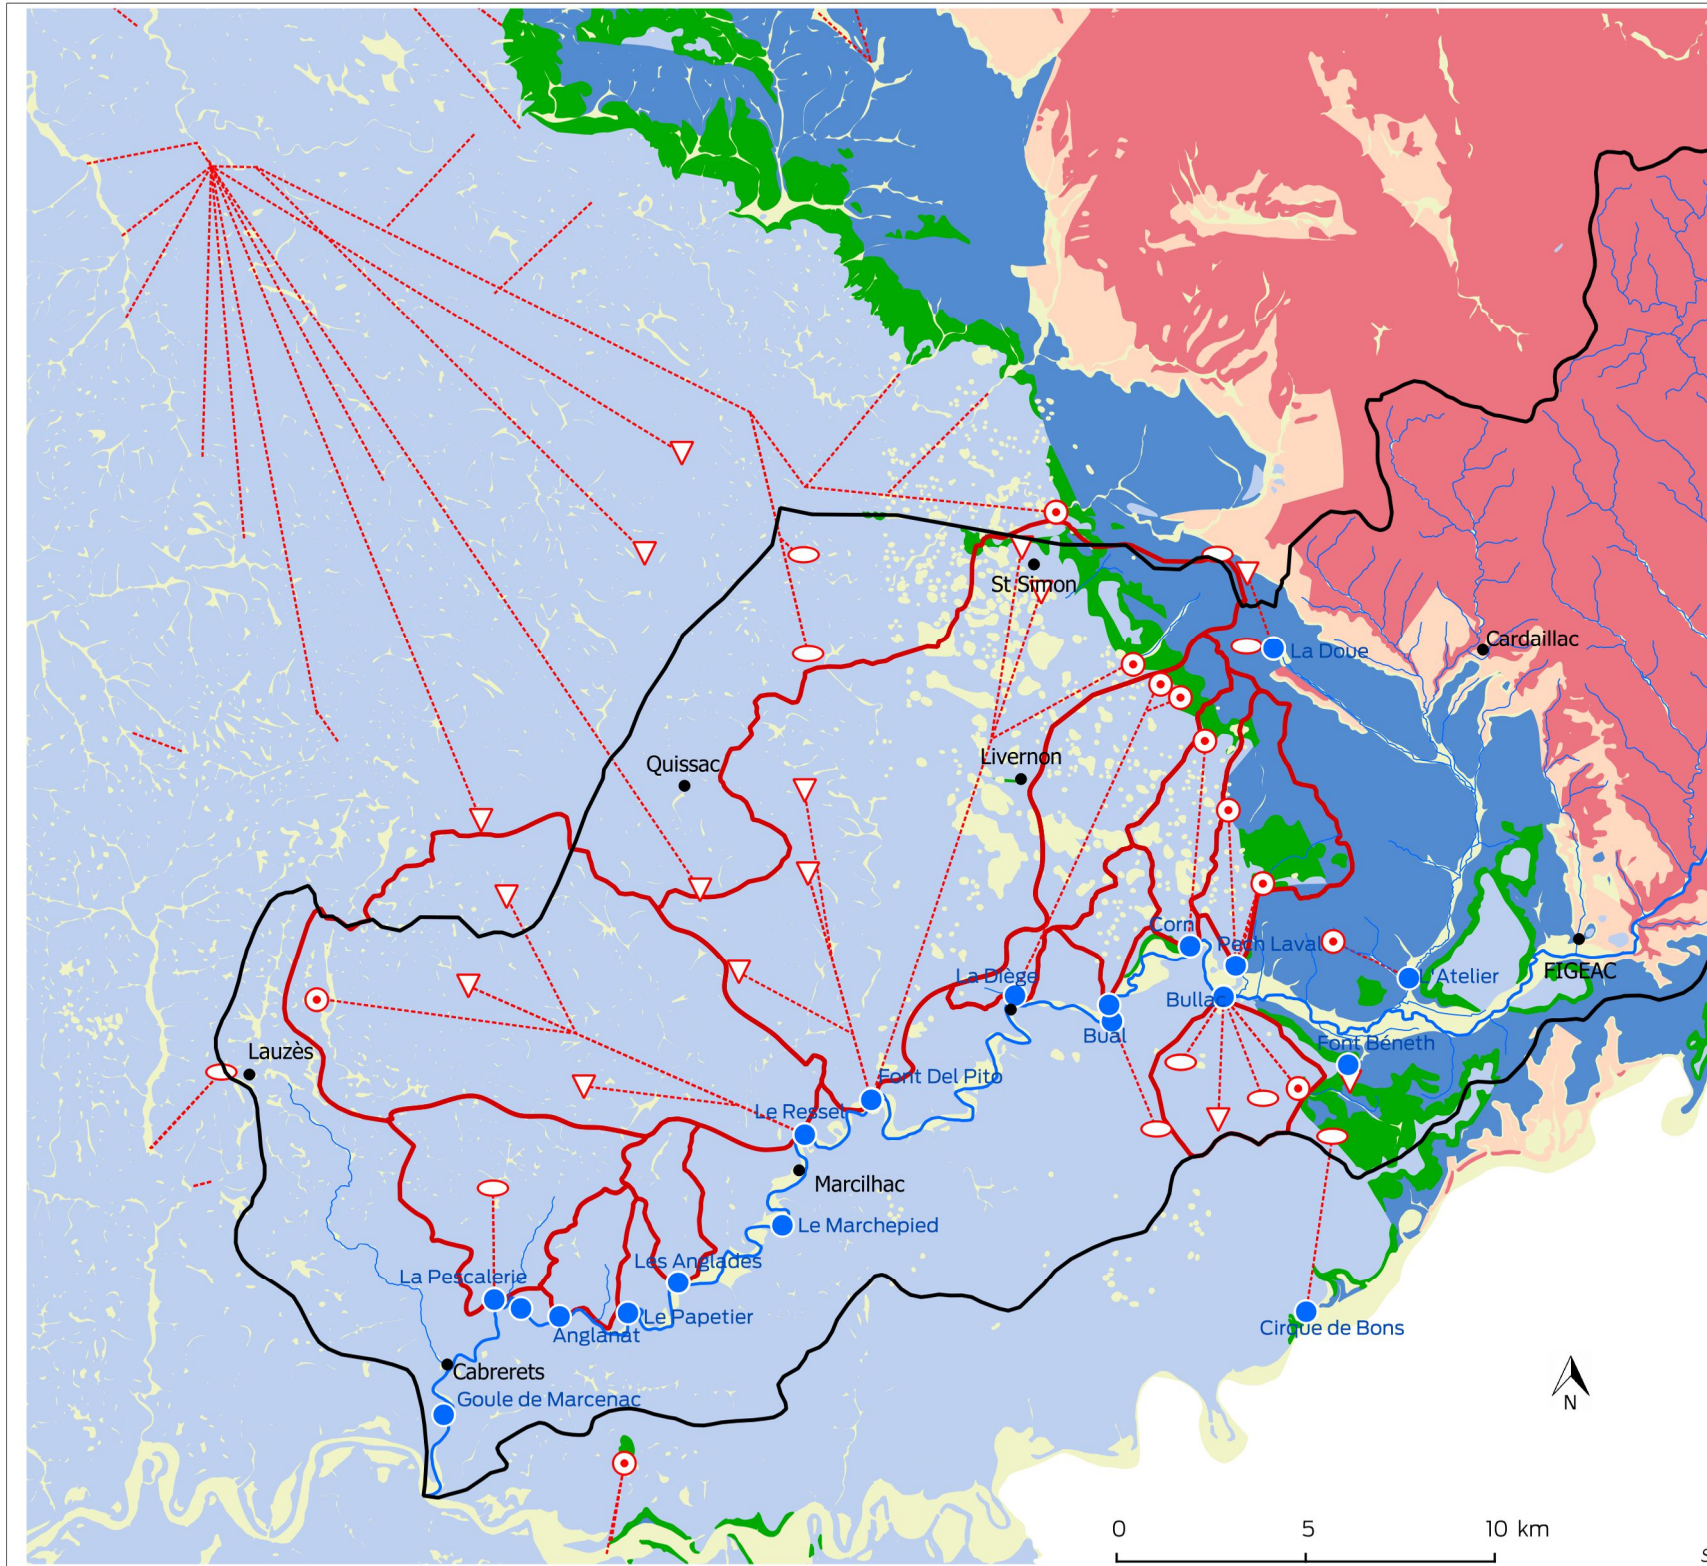 St Simon
La Doue
Cardaillac
Livernon
Quissac
Corn
Pech Laval
La Diège
L'Atelier
FIGEAC
Bullac
Bual
Font Béneth
Lauzès
Font Del Pito
Le Ressel
Marcilhac
Le Marchepied
Les Anglades
La Pescalerie
Le Papetier
Anglanat
Cirque de Bons
Cabrerets
Goule de Marcenac
N
0 5 10 km